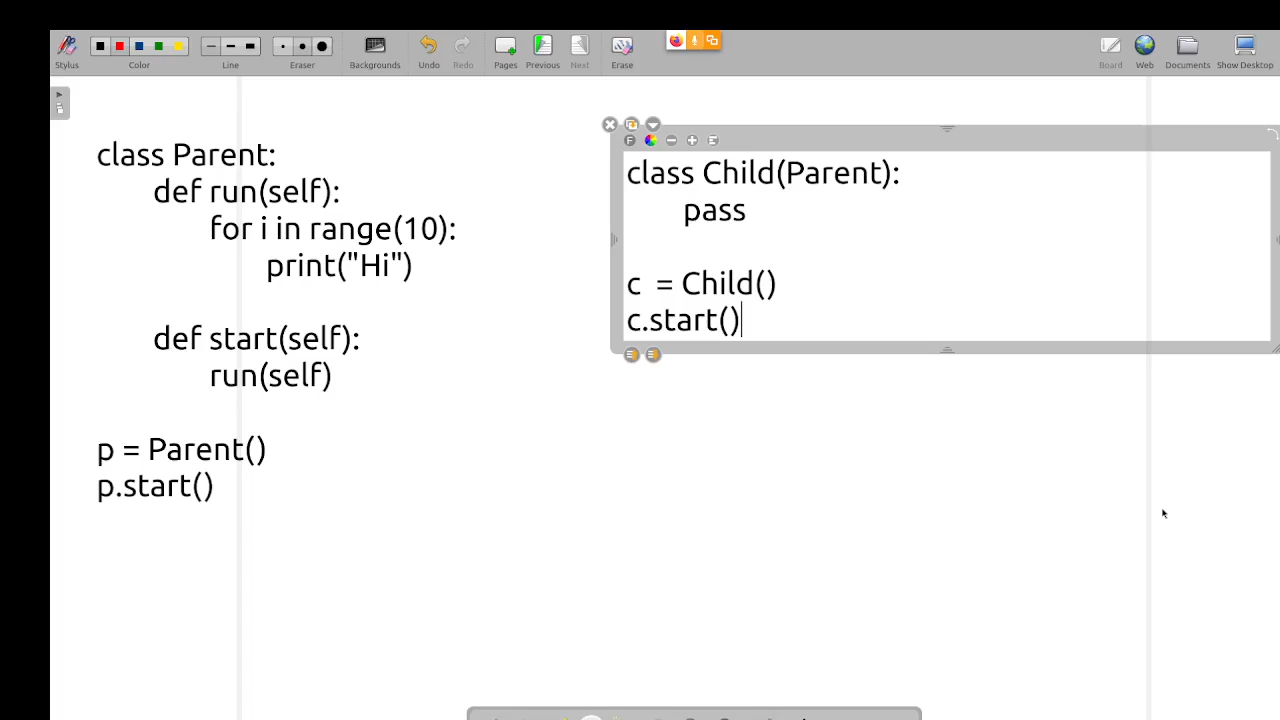 Stylus
Color
Line
Eraser
Backgrounds
Undo
Redo
Pages
Previous
Next
Erase
Board
Web
Documents
Show Desktop
class Parent:
def run(self):
for i in range(10):
print("Hi")
def start(self):
run(self)
p = Parent()
p.start()
F
class Child(Parent):
pass
c = Child()
c.start()